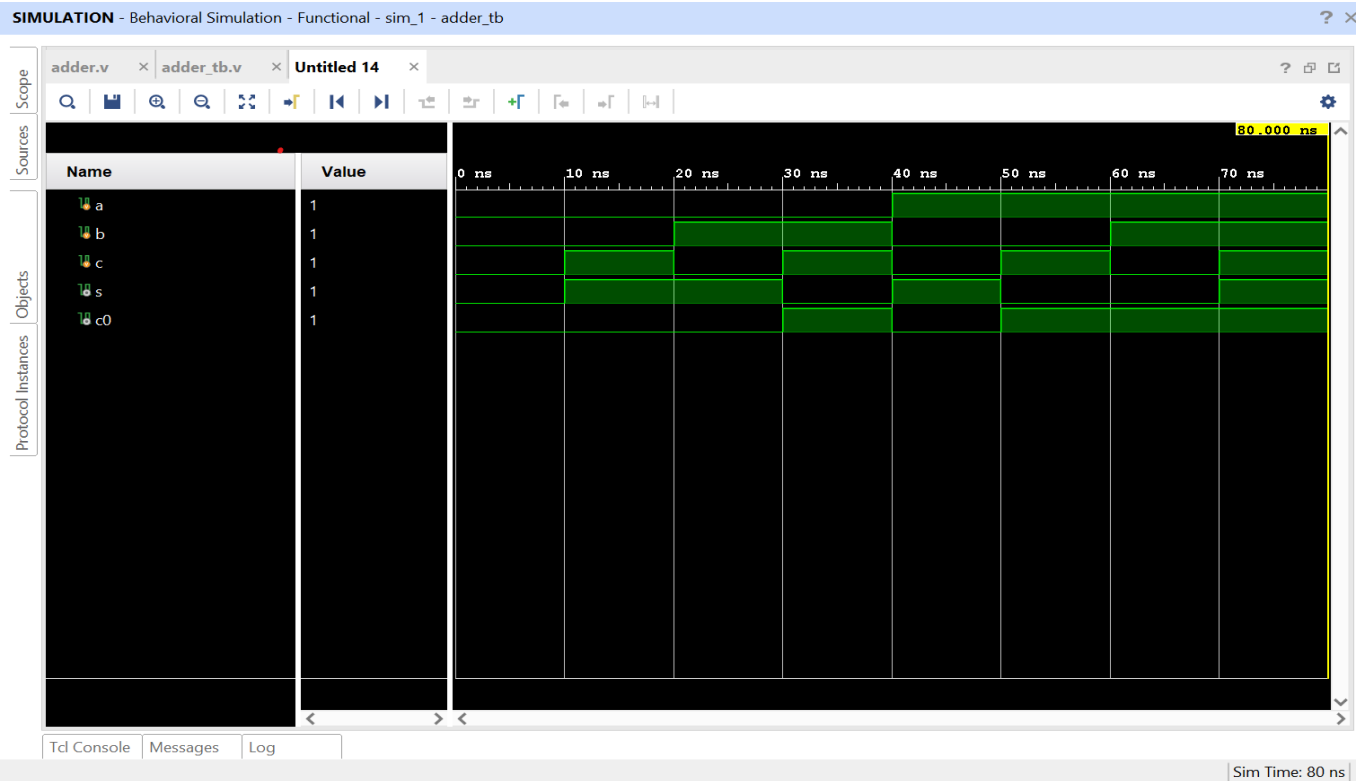 SIMULATION - Behavioral Simulation - Functional - sim_1 - adder_tb
adder.v adder_tb.v Untitled 14
Scope
Sources
Objects
Protocol Instances
80.000 ns
Name Value
0 ns 10 ns 20 ns 30 ns 40 ns 50 ns 60 ns 70 ns
a 1
b 1
c 1
s 1
c0 1
Tcl Console Messages Log
Sim Time: 80 ns